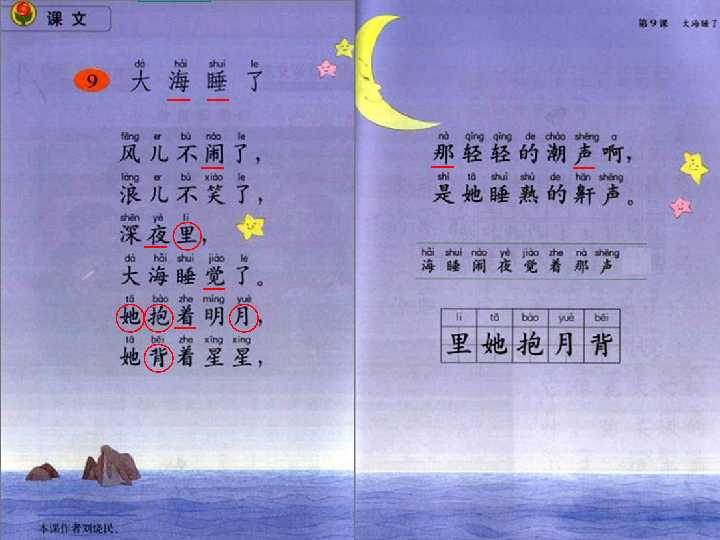 课文
dà hǎi shuì le
9 大海睡了
fēng er bù nào le
风儿不闹了，
làng er bù xiào le
浪儿不笑了，
shēn yè li
深夜里，
dà hǎi shuì jiào le
大海睡觉了。
tā bào zhe míng yuè
她抱着明月，
tā bēi zhe xīng xing
她背着星星，
本课作者刘饶民。
第9课 大海睡了
nà qīng qīng de cháo shēng a
那轻轻的潮声啊，
shì tā shuì shú de hān shēng
是她睡熟的鼾声。
hǎi shuì nào yè jiào zhe nà shēng
海睡闹夜觉着那声
li tā bào yuè bēi
里她抱月背